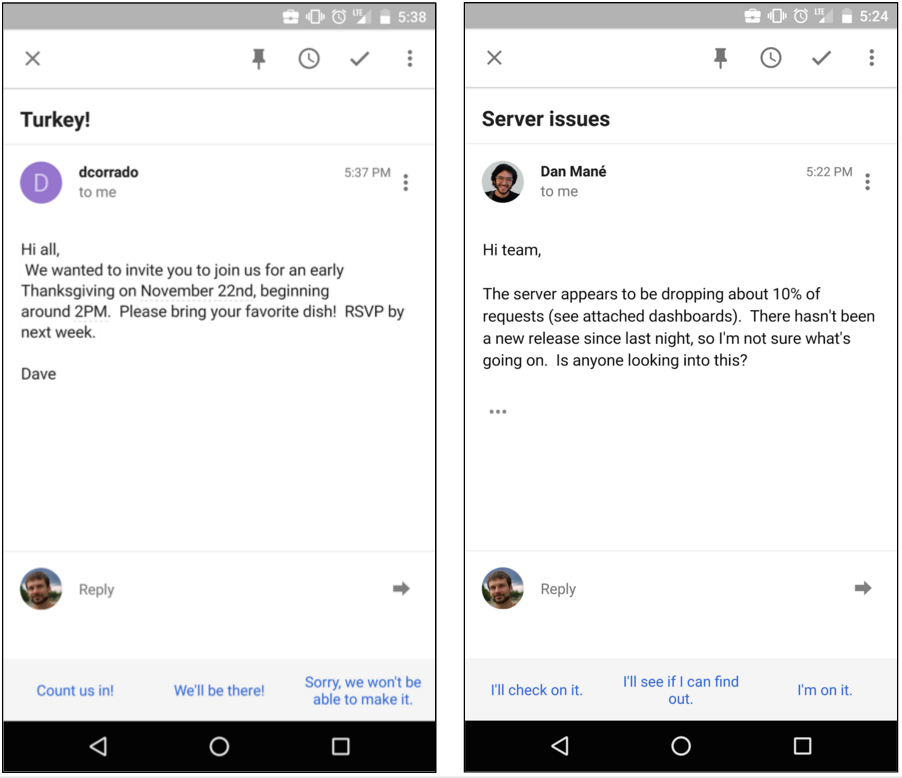 LTE 5:38
Turkey!
D
dcorrado
5:37 PM
to me
Hi all,
We wanted to invite you to join us for an early
Thanksgiving on November 22nd, beginning
around 2PM.  Please bring your favorite dish!  RSVP by
next week.
Dave
Reply
Count us in!
We'll be there!
Sorry, we won't be
able to make it.
LTE 5:24
Server issues
Dan Mané
5:22 PM
to me
Hi team,
The server appears to be dropping about 10% of
requests (see attached dashboards).  There hasn't been
a new release since last night, so I'm not sure what's
going on.  Is anyone looking into this?
Reply
I'll check on it.
I'll see if I can find
out.
I'm on it.